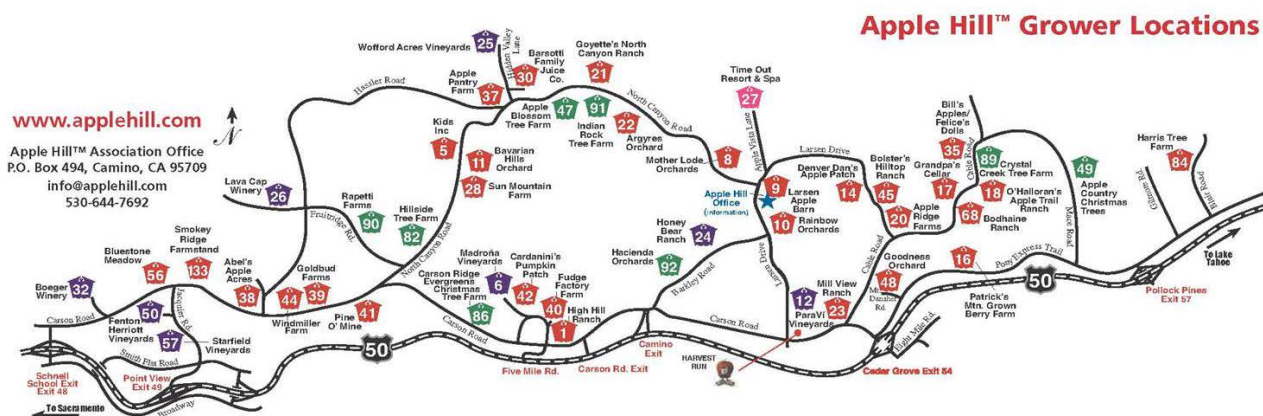 Apple Hill™ Grower Locations
www.applehill.com
N
Apple Hill™ Association Office
P.O. Box 494, Camino, CA 95709
info@applehill.com
530-644-7692
Wofford Acres Vineyards
25
Hidden Valley
Lane
Barsotti
Family
Juice
Co.
30
Goyette's North
Canyon Ranch
21
Hassler Road
Apple
Pantry
Farm
37
Apple
Blossom
Tree Farm
47
91
Indian
Rock
Tree Farm
22
Argyres
Orchard
North Canyon Road
Time Out
Resort & Spa
27
Apple Vista Lane
Kids
Inc
5
11
Bavarian
Hills
Orchard
28
Sun Mountain
Farm
Mother Lode
Orchard
8
Larsen Drive
Apple Hill
Office
(information)
9
Larsen
Apple
Barn
10
Rainbow
Orchards
Denver Dan's
Apple Patch
14
Bolster's
Hilltop
Ranch
45
Grandpa's
Cellar
17
20
Apple
Ridge
Farms
Bill's
Apples/
Felice's
Dolls
35
Cable Road
89
Crystal
Creek Tree Farm
18
O'Halloran's
Apple Trail
Ranch
68
Bodhaine
Ranch
49
Apple
Country
Christmas
Trees
Mace Road
Harris Tree
Farm
84
Gilmore Rd.
Blair Road
Lava Cap
Winery
26
Rapetti
Farms
90
Fruitridge Rd.
Hillside
Tree Farm
82
North Canyon Road
Honey
Bear
Ranch
24
Hacienda
Orchards
92
Barkley Road
Larsen Drive
Cable Road
Goodness
Orchard
48
Mt.
Danaher
Rd.
16
Patrick's
Mtn. Grown
Berry Farm
Pony Express Trail
50
To Lake
Tahoe
Pollock Pines
Exit 57
Boeger Winery
32
Bluestone
Meadow
56
Smokey
Ridge
Farmstand
133
Abel's
Apple
Acres
38
Goldbud
Farms
44
39
Windmiller
Farm
Pine
O' Mine
41
Carson Ridge
Evergreens
Christmas
Tree Farm
86
Madroña
Vineyards
6
Cardanini's
Pumpkin
Patch
42
Fudge
Factory
Farm
40
High Hill
Ranch
1
12
ParaVi
Vineyards
Mill View
Ranch
23
Eight Mile Rd.
Carson Road
50
Fenton
Herriott
Vineyards
57
Starfield
Vineyards
Jacquier Rd.
Smith Flat Road
50
Carson Road
Carson Road
Schnell
School Exit
Exit 48
Point View
Exit 49
Five Mile Rd.
Carson Rd. Exit
Camino
Exit
HARVEST
RUN
Cedar Grove Exit 54
To Sacramento
Broadway